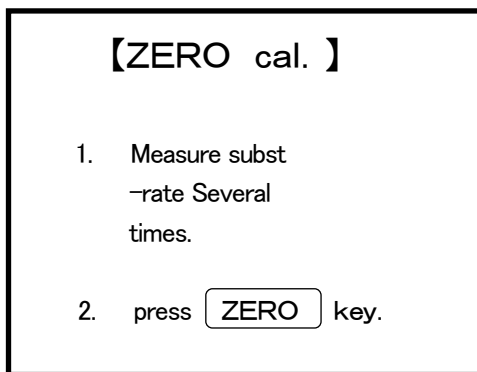 【ZERO cal. 】
1. Measure subst
-rate Several
times.
2. press ZERO key.